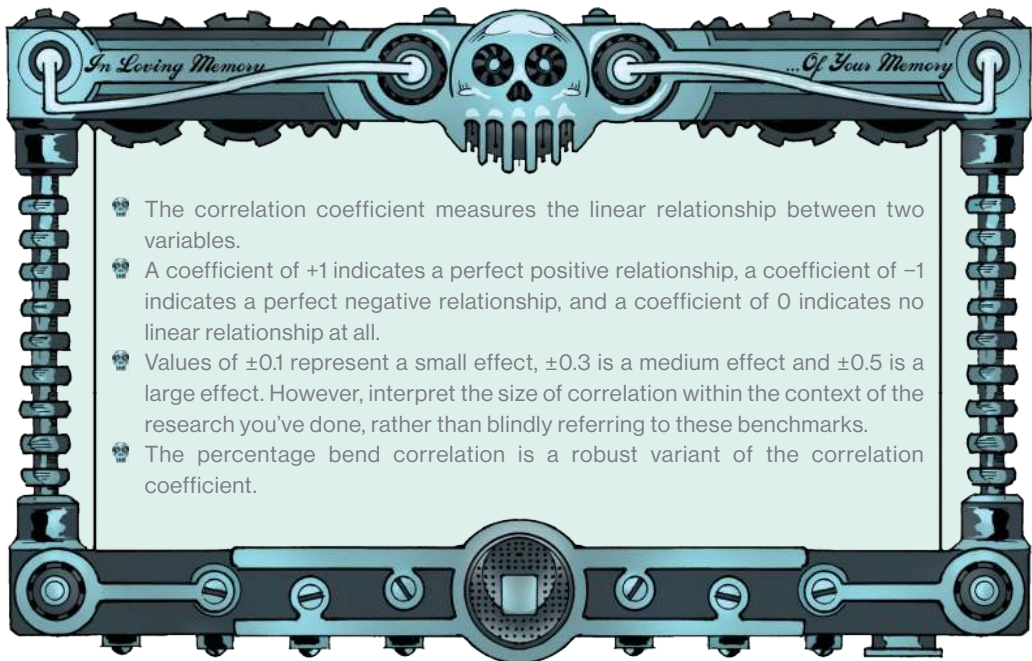 In Loving Memory
...Of Your Memory
The correlation coefficient measures the linear relationship between two
variables.
A coefficient of +1 indicates a perfect positive relationship, a coefficient of −1
indicates a perfect negative relationship, and a coefficient of 0 indicates no
linear relationship at all.
Values of ±0.1 represent a small effect, ±0.3 is a medium effect and ±0.5 is a
large effect. However, interpret the size of correlation within the context of the
research you've done, rather than blindly referring to these benchmarks.
The percentage bend correlation is a robust variant of the correlation
coefficient.